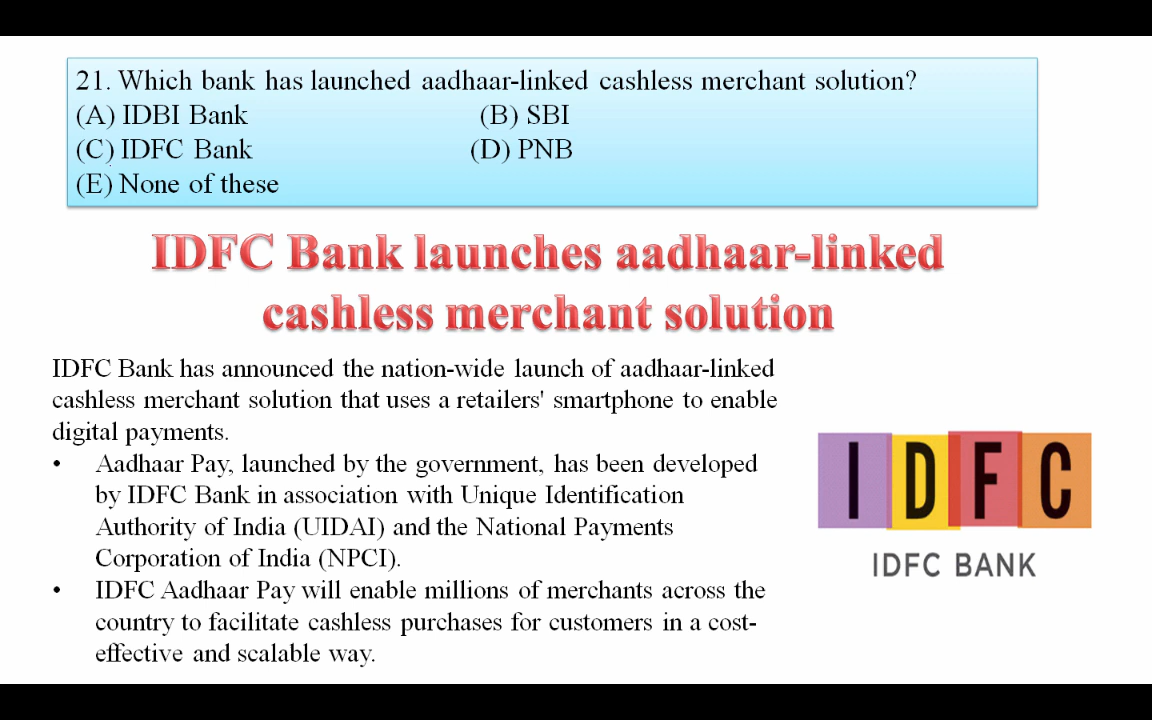 21. Which bank has launched aadhaar-linked cashless merchant solution?
(A) IDBI Bank (B) SBI
(C) IDFC Bank (D) PNB
(E) None of these
IDFC Bank launches aadhaar-linked
cashless merchant solution
IDFC Bank has announced the nation-wide launch of aadhaar-linked
cashless merchant solution that uses a retailers' smartphone to enable
digital payments.
• Aadhaar Pay, launched by the government, has been developed
by IDFC Bank in association with Unique Identification
Authority of India (UIDAI) and the National Payments
Corporation of India (NPCI).
• IDFC Aadhaar Pay will enable millions of merchants across the
country to facilitate cashless purchases for customers in a cost-
effective and scalable way.
IDFC
IDFC BANK